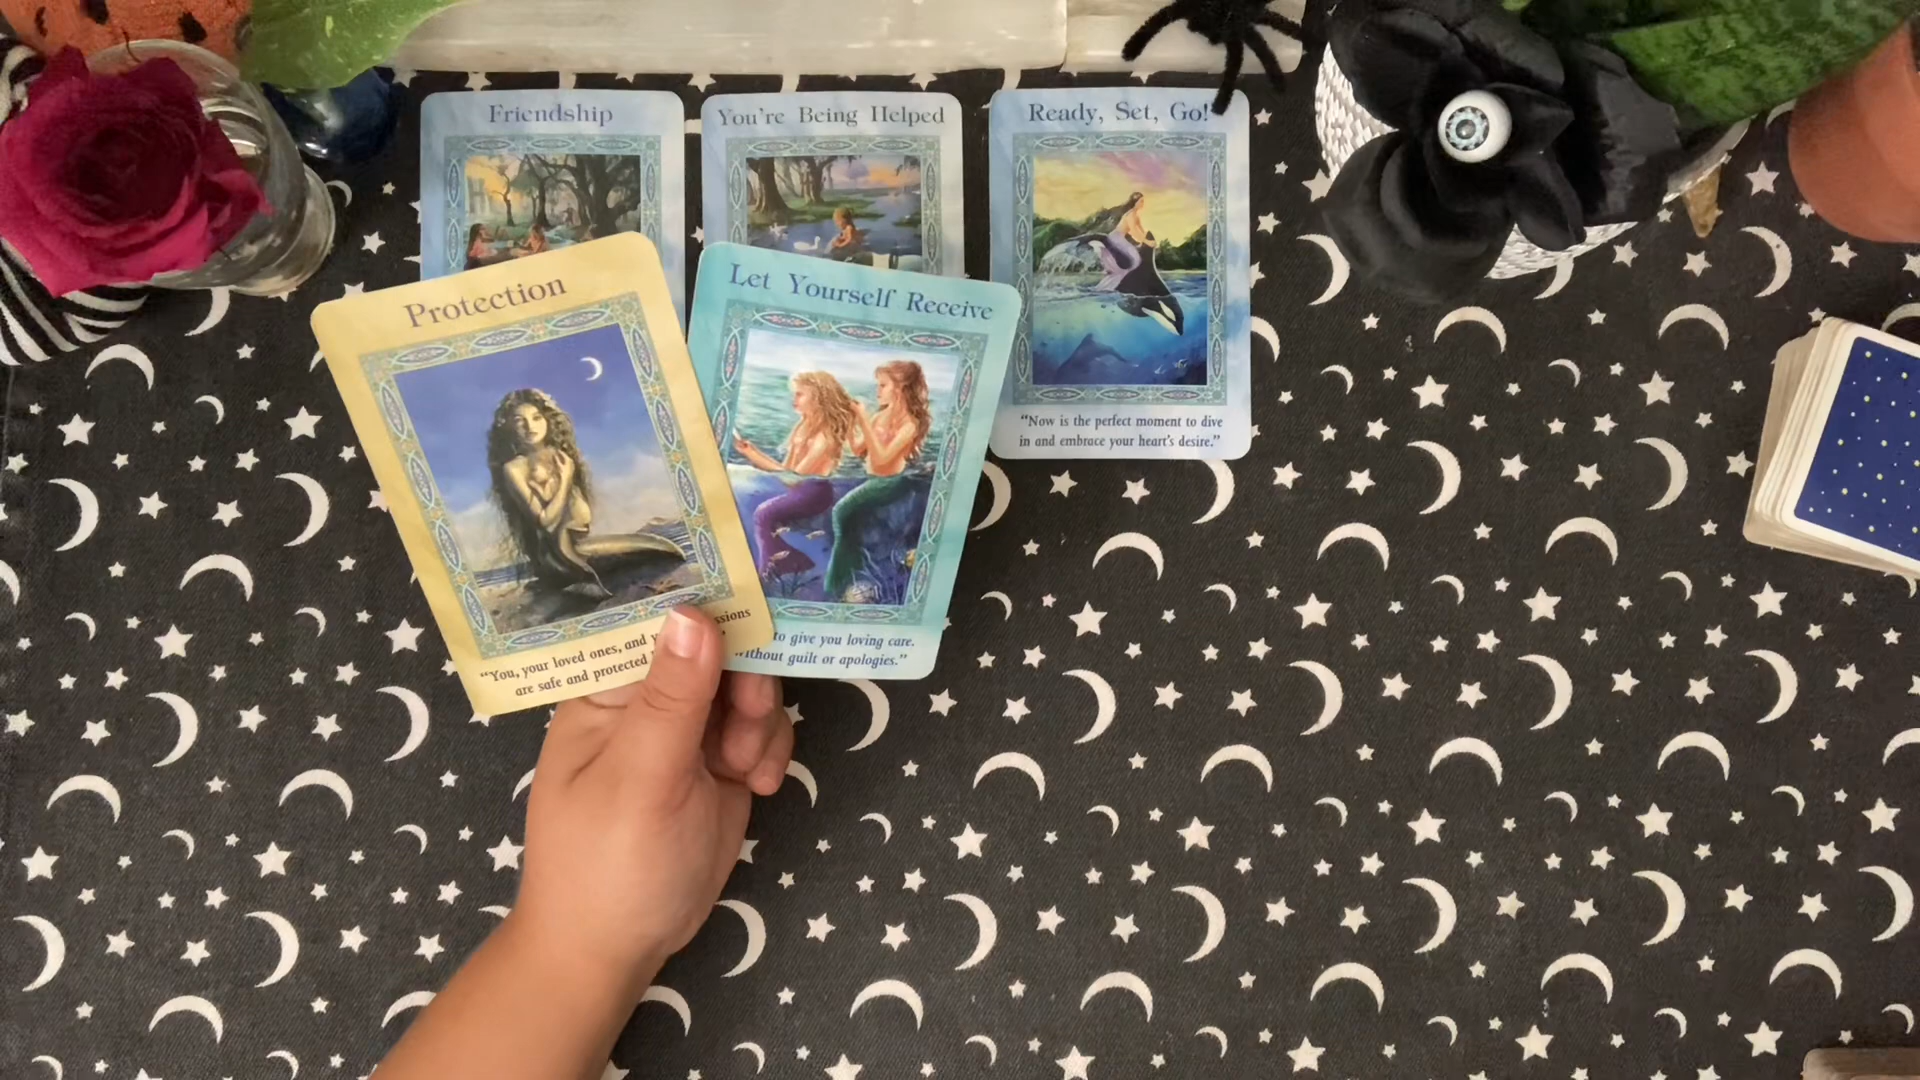 Friendship
You're Being Helped
Ready, Set, Go!
"Now is the perfect moment to dive
in and embrace your heart's desire."
Protection
"You, your loved ones, and
are safe and protected
Let Yourself Receive
to give you loving care.
without guilt or apologies."